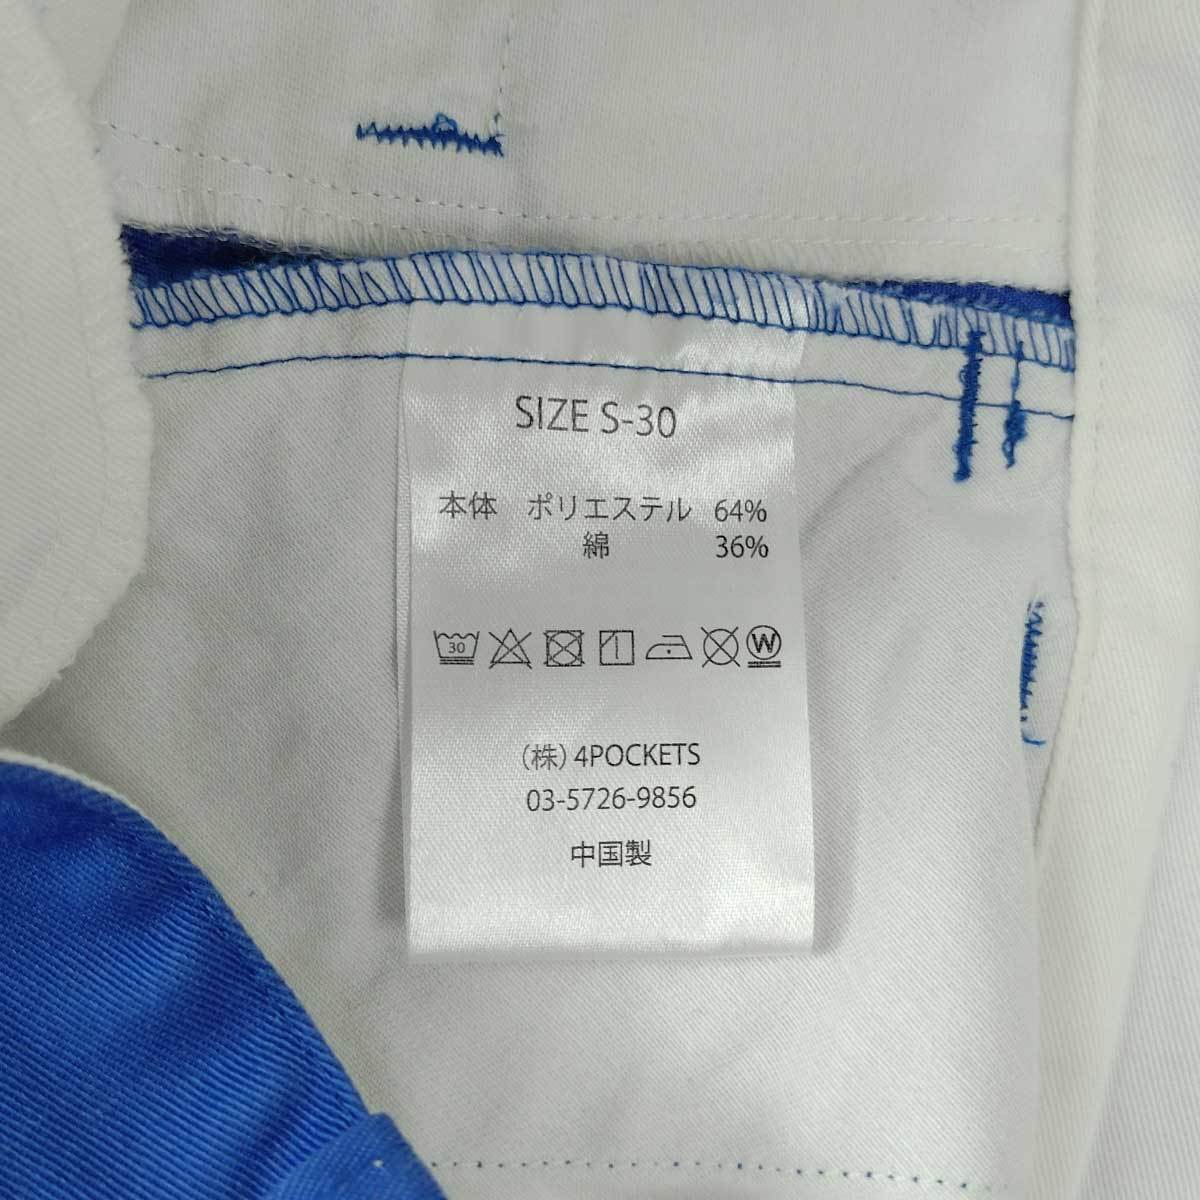 SIZE S-30
本体 ポリエステル 64%
綿 36%
30 W
(株)4POCKETS
03-5726-9856
中国製